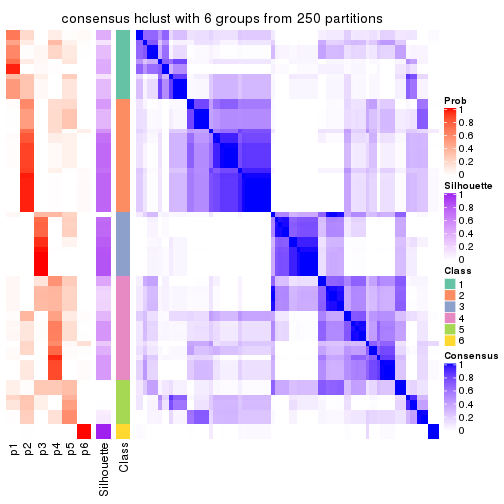 consensus hclust with 6 groups from 250 partitions
Prob
1
0.8
0.6
0.4
0.2
0
Silhouette
1
0.8
0.6
0.4
0.2
0
Class
1
2
3
4
5
6
Consensus
1
0.8
0.6
0.4
0.2
0
p1
p2
p3
p4
p5
p6
Silhouette
Class